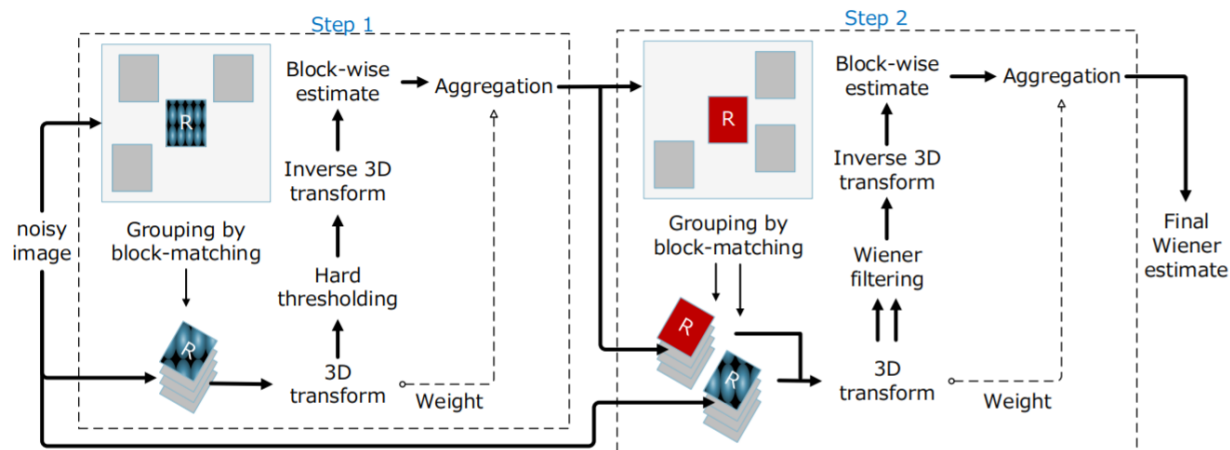 Step 1
Step 2
R
Block-wise
estimate
Aggregation
Inverse 3D
transform
noisy
image
Grouping by
block-matching
Hard
thresholding
R
3D
transform
Weight
R
Block-wise
estimate
Aggregation
Inverse 3D
transform
Grouping by
block-matching
Wiener
filtering
R
R
3D
transform
Weight
Final
Wiener
estimate